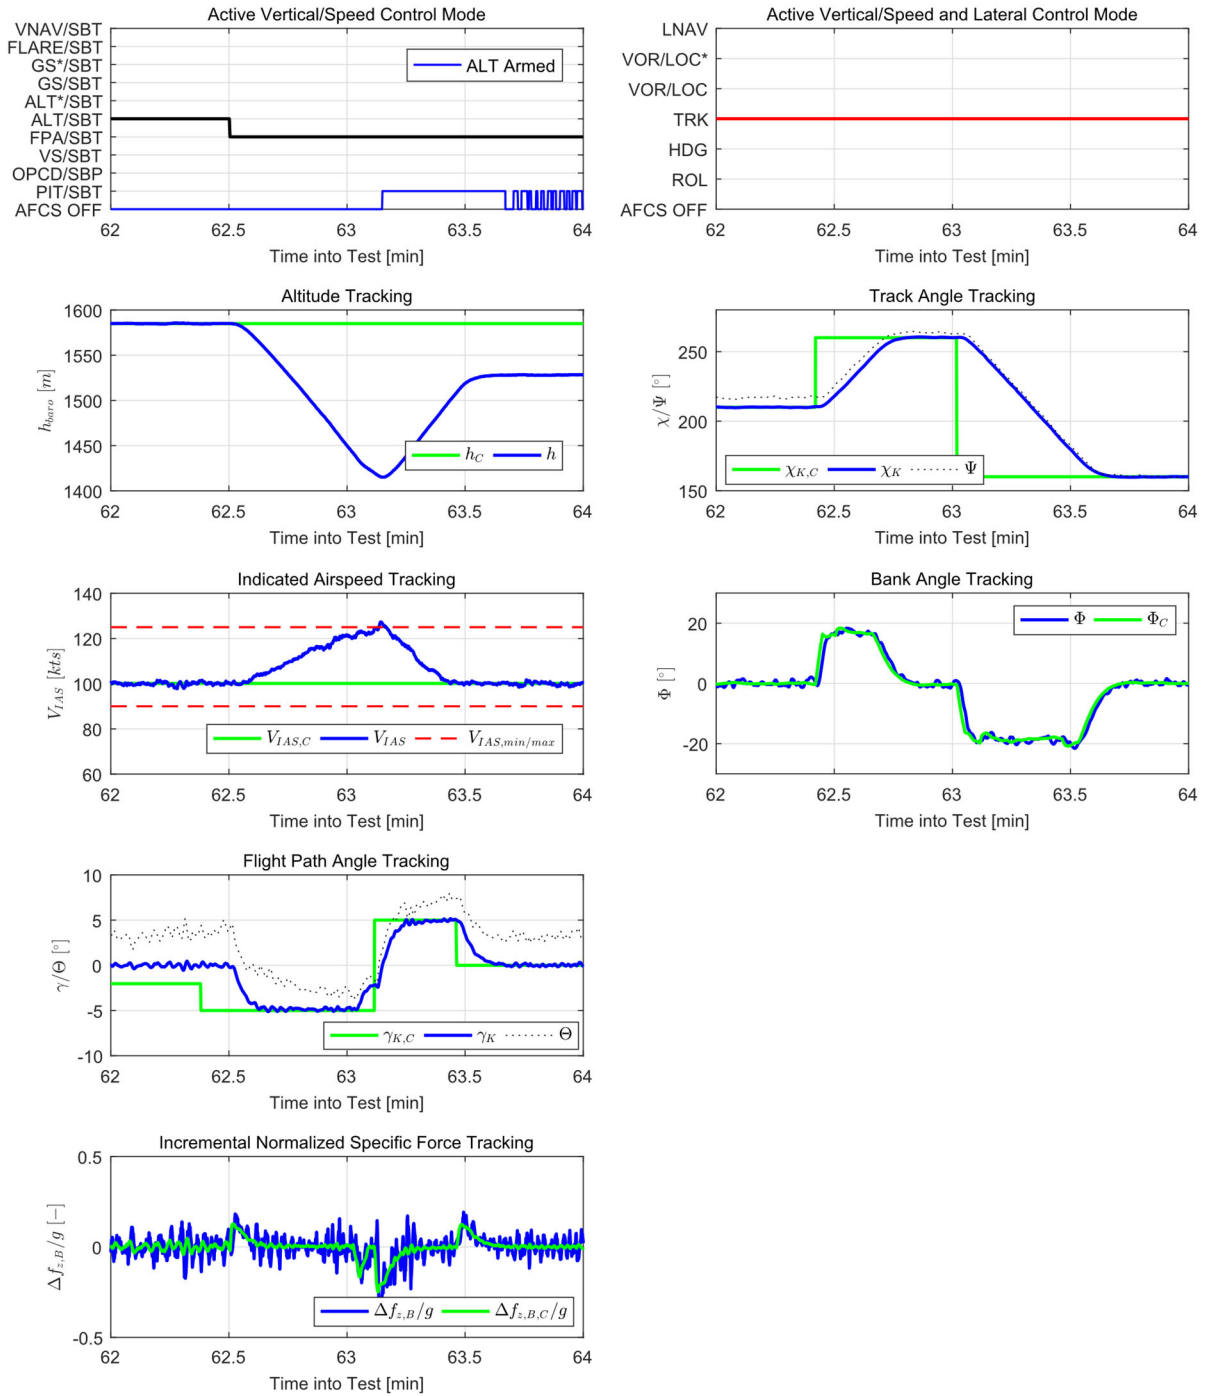 Active Vertical/Speed Control Mode
VNAV/SBT
FLARE/SBT
GS*/SBT
GS/SBT
ALT*/SBT
ALT/SBT
FPA/SBT
VS/SBT
OPCD/SBP
PIT/SBT
AFCS OFF
ALT Armed
62 62.5 63 63.5 64
Time into Test [min]
Active Vertical/Speed and Lateral Control Mode
LNAV
VOR/LOC*
VOR/LOC
TRK
HDG
ROL
AFCS OFF
62 62.5 63 63.5 64
Time into Test [min]
Altitude Tracking
h_baro [m]
1600
1550
1500
1450
1400
h_C h
62 62.5 63 63.5 64
Time into Test [min]
Track Angle Tracking
χ/Ψ [°]
250
200
150
χ_K,C χ_K Ψ
62 62.5 63 63.5 64
Time into Test [min]
Indicated Airspeed Tracking
V_IAS [kts]
140
120
100
80
60
V_IAS,C V_IAS V_IAS,min/max
62 62.5 63 63.5 64
Time into Test [min]
Bank Angle Tracking
Φ [°]
20
0
-20
Φ Φ_C
62 62.5 63 63.5 64
Time into Test [min]
Flight Path Angle Tracking
γ/Θ [°]
10
5
0
-5
-10
γ_K,C γ_K Θ
62 62.5 63 63.5 64
Time into Test [min]
Incremental Normalized Specific Force Tracking
Δf_z,B/g [−]
0.5
0
-0.5
Δf_z,B/g Δf_z,B,C/g
62 62.5 63 63.5 64
Time into Test [min]